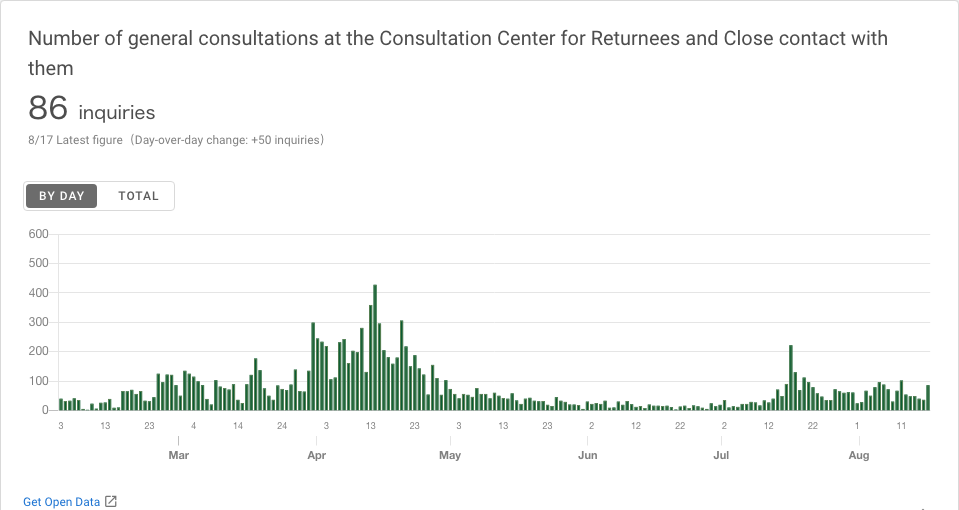 Number of general consultations at the Consultation Center for Returnees and Close contact with
them
86 inquiries
8/17 Latest figure（Day-over-day change: +50 inquiries）
BY DAY TOTAL
600
500
400
300
200
100
0
3 13 23 4 14 24 3 13 23 3 13 23 2 12 22 2 12 22 1 11
Mar Apr May Jun Jul Aug
Get Open Data